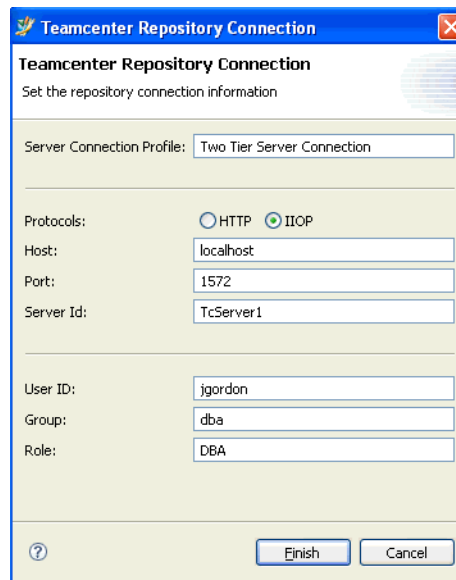 Teamcenter Repository Connection
Teamcenter Repository Connection
Set the repository connection information
Server Connection Profile: Two Tier Server Connection
Protocols: HTTP IIOP
Host: localhost
Port: 1572
Server Id: TcServer1
User ID: jgordon
Group: dba
Role: DBA
? Finish Cancel